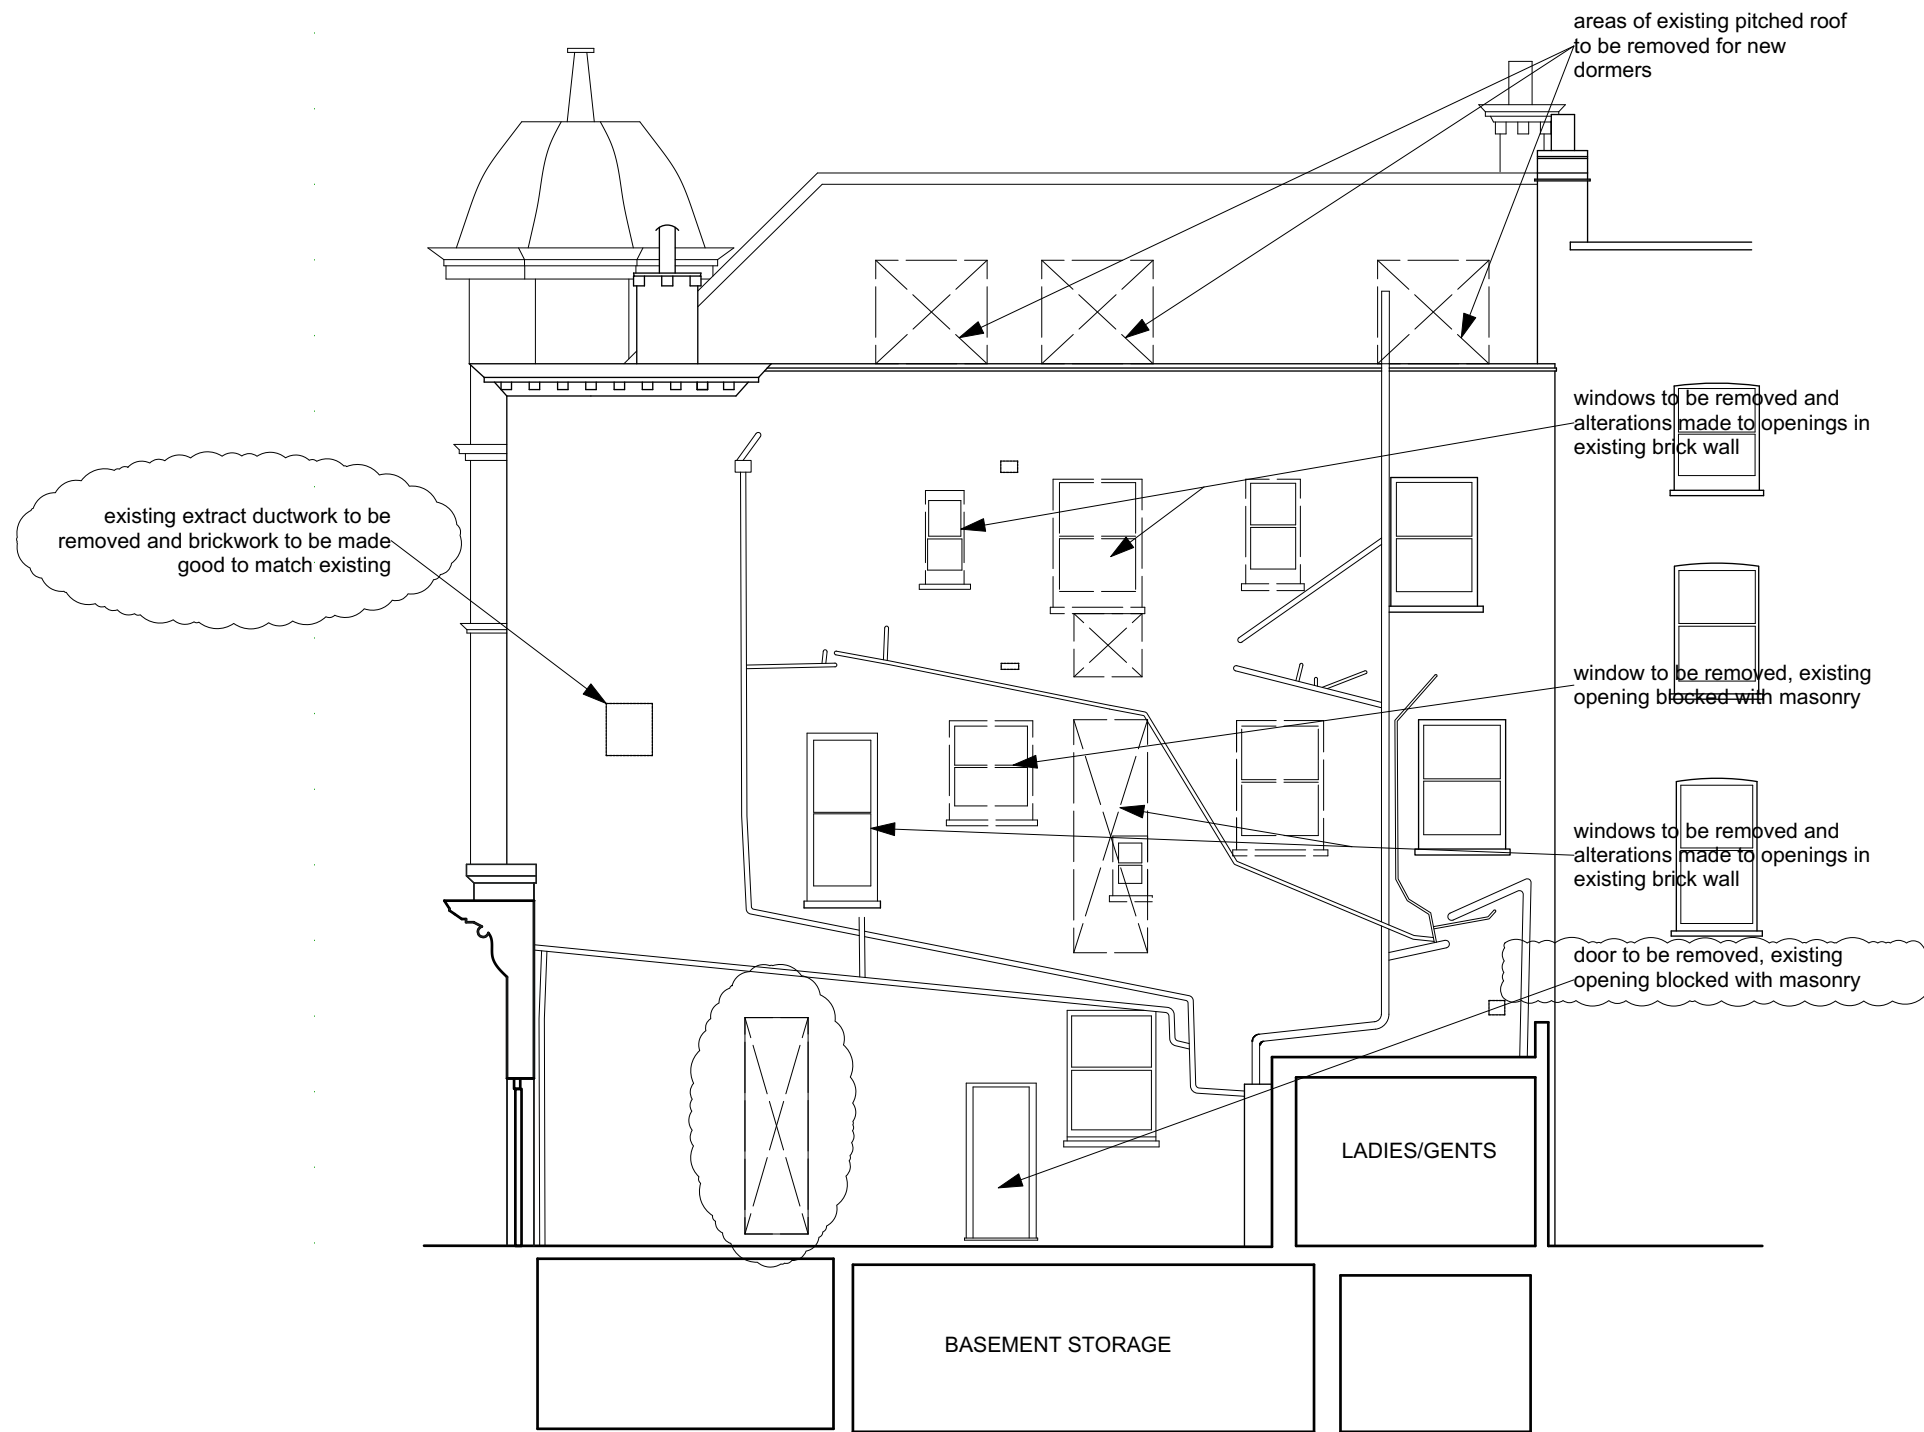 areas of existing pitched roof
to be removed for new
dormers
windows to be removed and
alterations made to openings in
existing brick wall
existing extract ductwork to be
removed and brickwork to be made
good to match existing
window to be removed, existing
opening blocked with masonry
windows to be removed and
alterations made to openings in
existing brick wall
door to be removed, existing
opening blocked with masonry
LADIES/GENTS
BASEMENT STORAGE